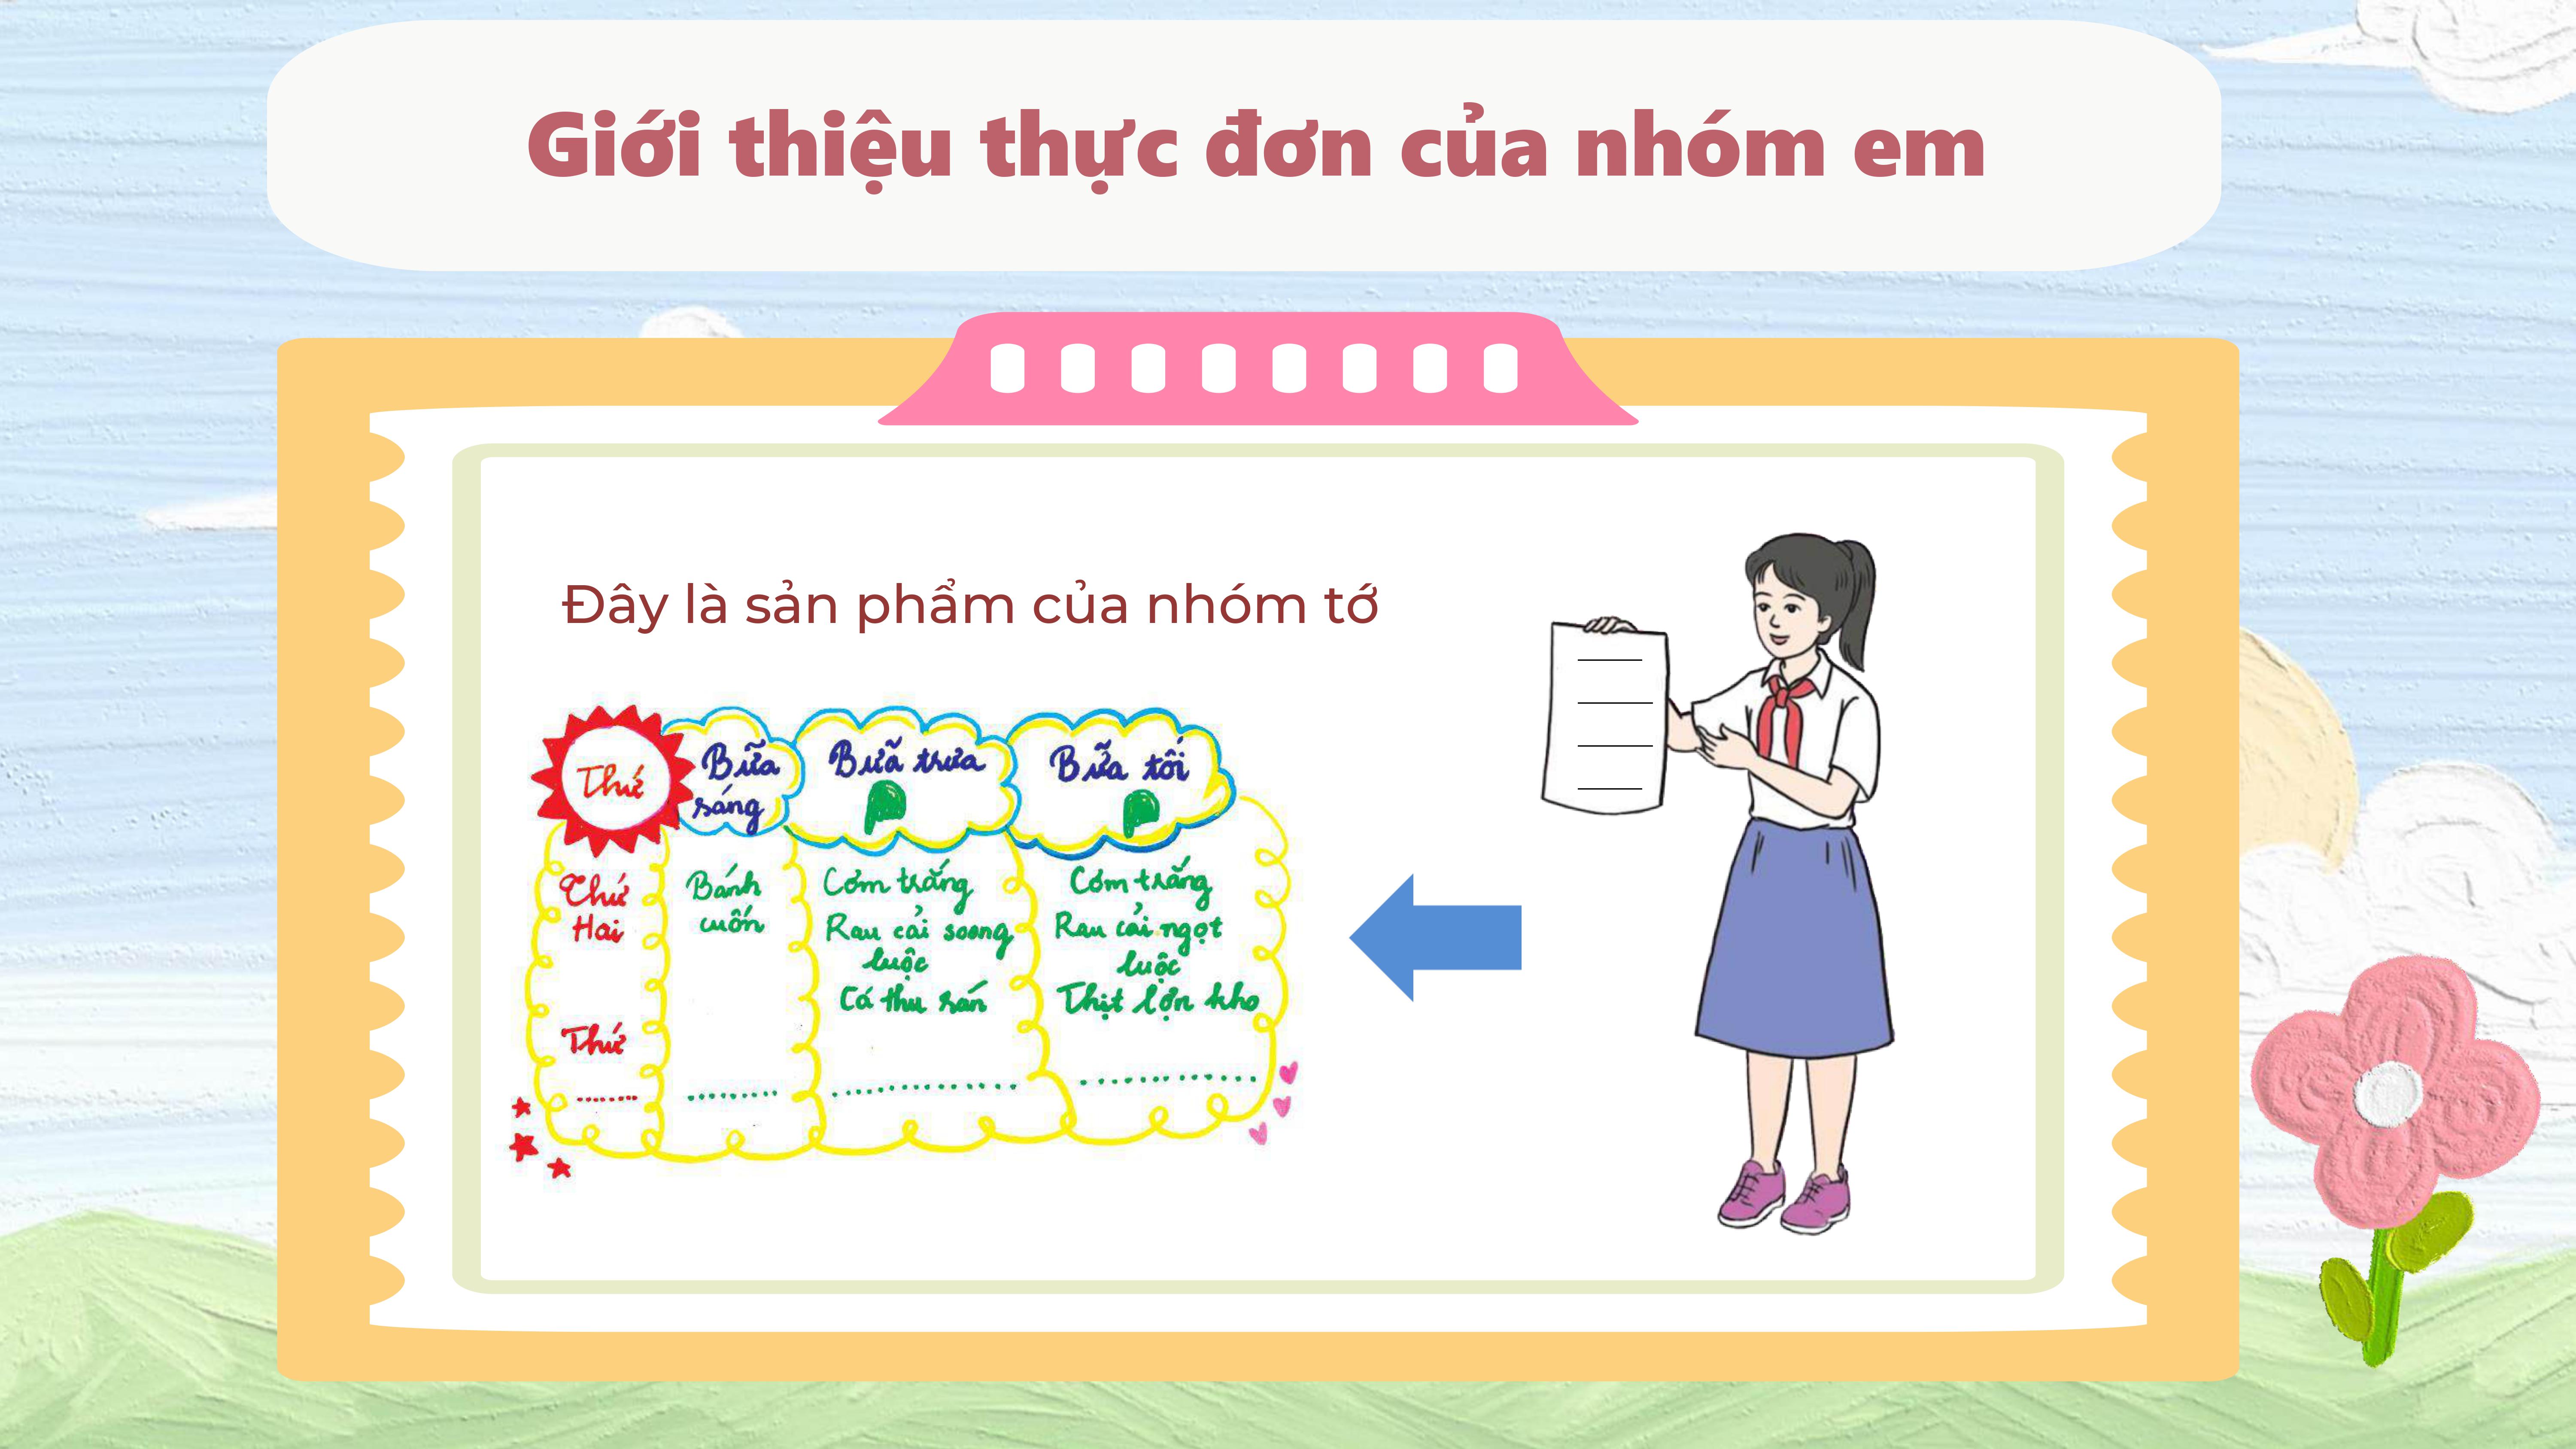 Giới thiệu thực đơn của nhóm em
Đây là sản phẩm của nhóm tớ
Thứ
Bữa
sáng
Bữa trưa
Bữa tối
Thứ
Hai
Bánh
cuốn
Cơm trắng
Rau cải soong
luộc
Cá thu rán
Cơm trắng
Rau cải ngọt
luộc
Thịt lợn kho
Thứ
........
..........
................
..............